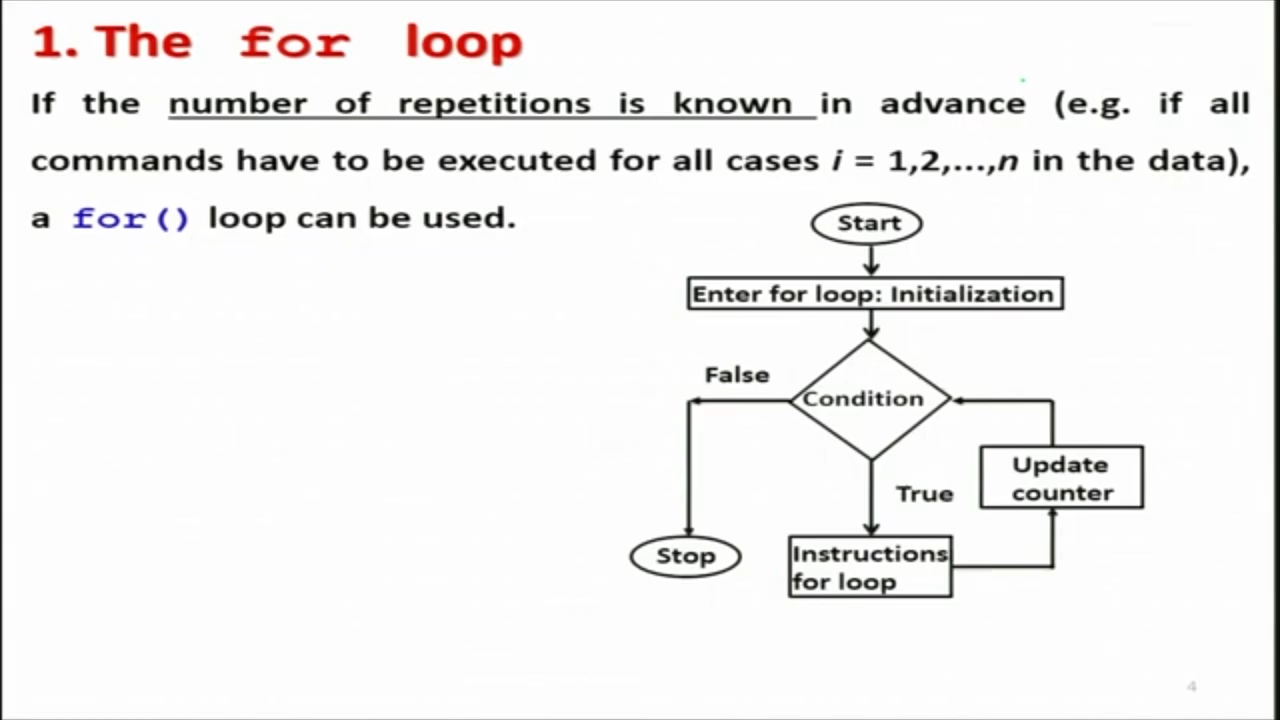 1. The for loop
If the number of repetitions is known in advance (e.g. if all
commands have to be executed for all cases i = 1,2,...,n in the data),
a for() loop can be used.
Start
Enter for loop: Initialization
False
Condition
Update
counter
True
Stop
Instructions
for loop
4